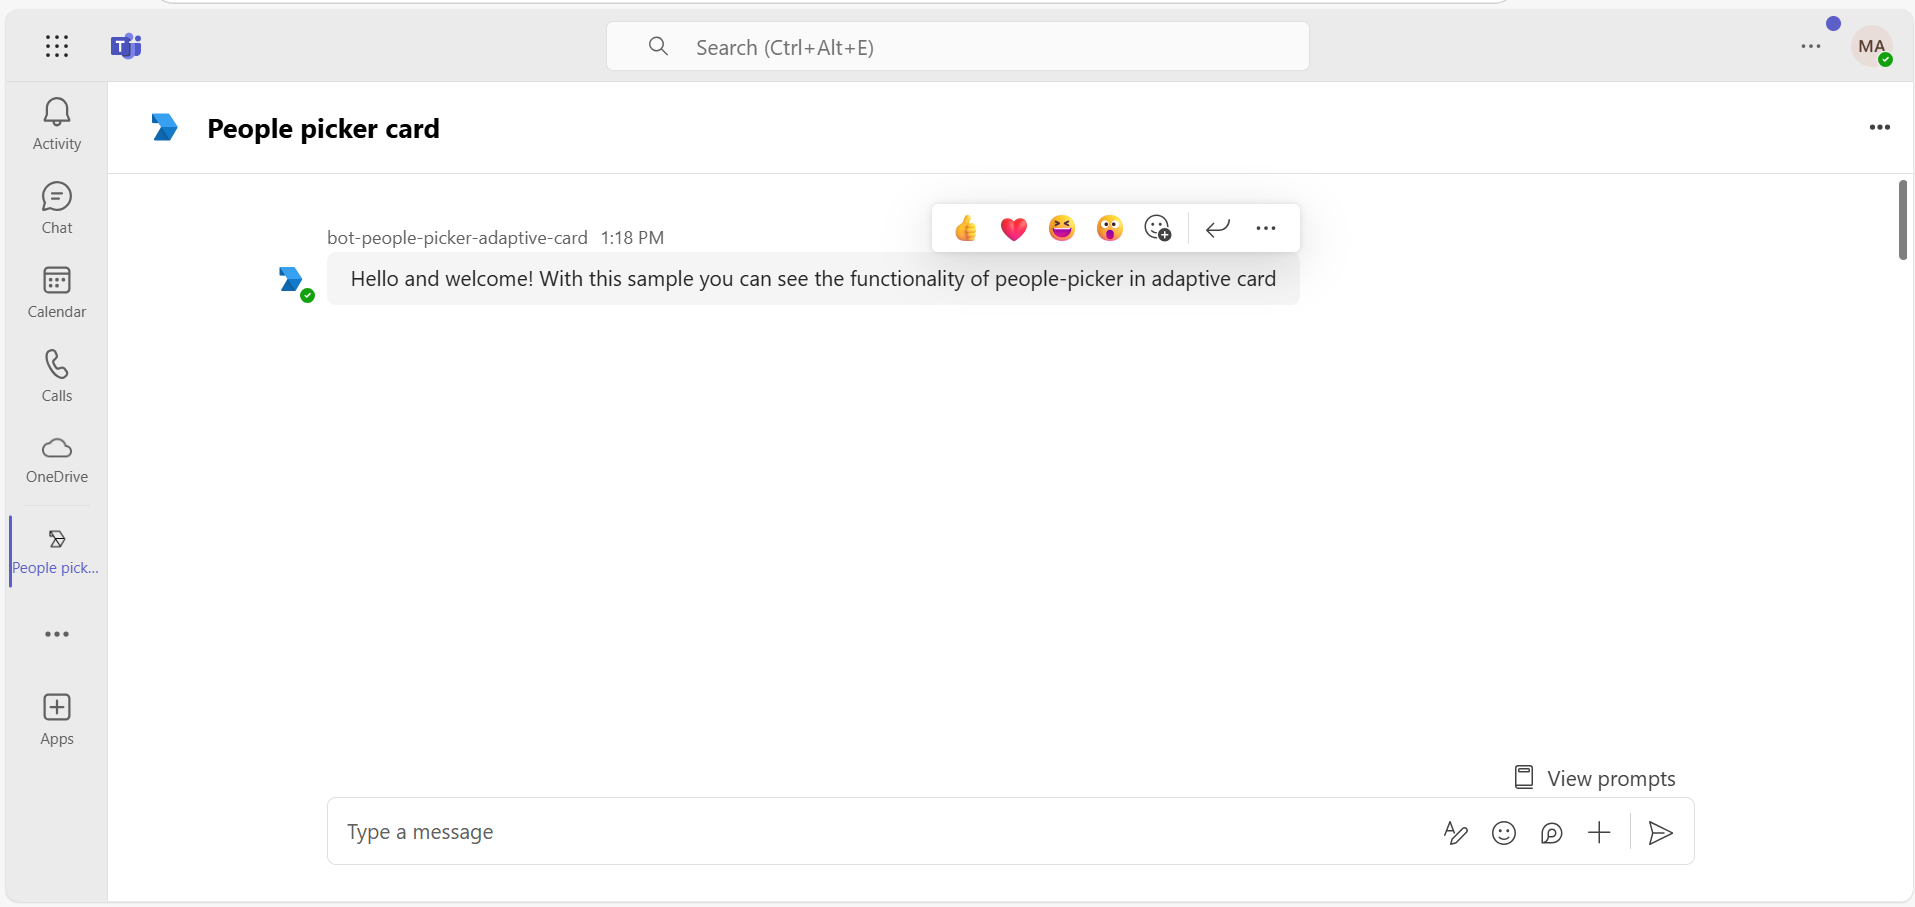 Search (Ctrl+Alt+E)
MA
Activity
Chat
Calendar
Calls
OneDrive
People pick...
Apps
People picker card
bot-people-picker-adaptive-card 1:18 PM
Hello and welcome! With this sample you can see the functionality of people-picker in adaptive card
View prompts
Type a message